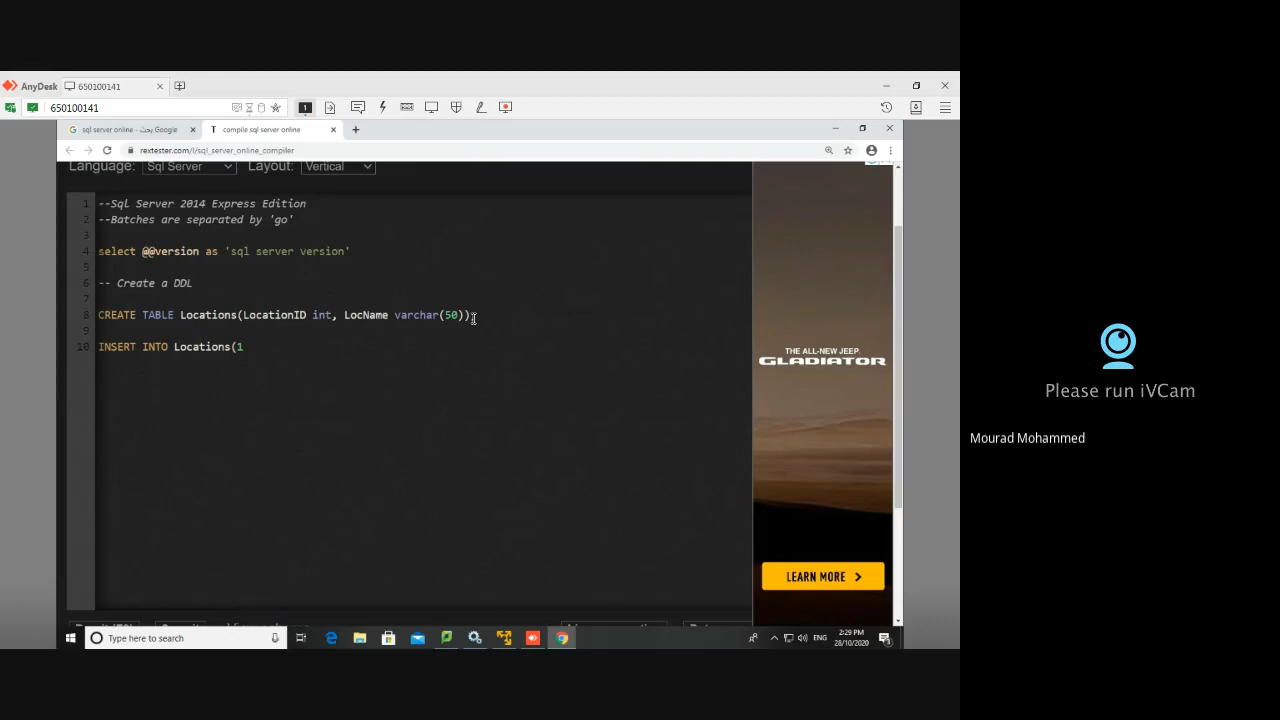 AnyDesk 650100141
650100141
1
sql server online - بحث Google
compile sql server online
rextester.com/l/sql_server_online_compiler
Language: Sql Server Layout: Vertical
1 --Sql Server 2014 Express Edition
2 --Batches are separated by 'go'
3
4 select @@version as 'sql server version'
5
6 -- Create a DDL
7
8 CREATE TABLE Locations(LocationID int, LocName varchar(50));
9
10 INSERT INTO Locations(1
THE ALL-NEW JEEP.
GLADIATOR
LEARN MORE
Please run iVCam
Mourad Mohammed
Type here to search
ENG
2:29 PM
28/10/2020